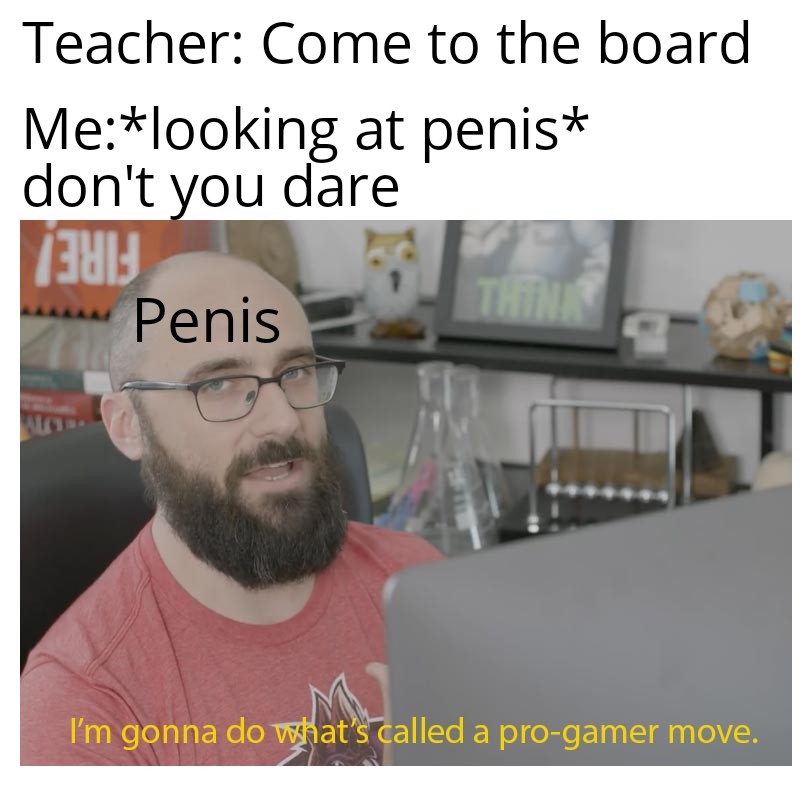 Teacher: Come to the board
Me:*looking at penis*
don't you dare
FIRE!
THINK
Penis
I'm gonna do what's called a pro-gamer move.